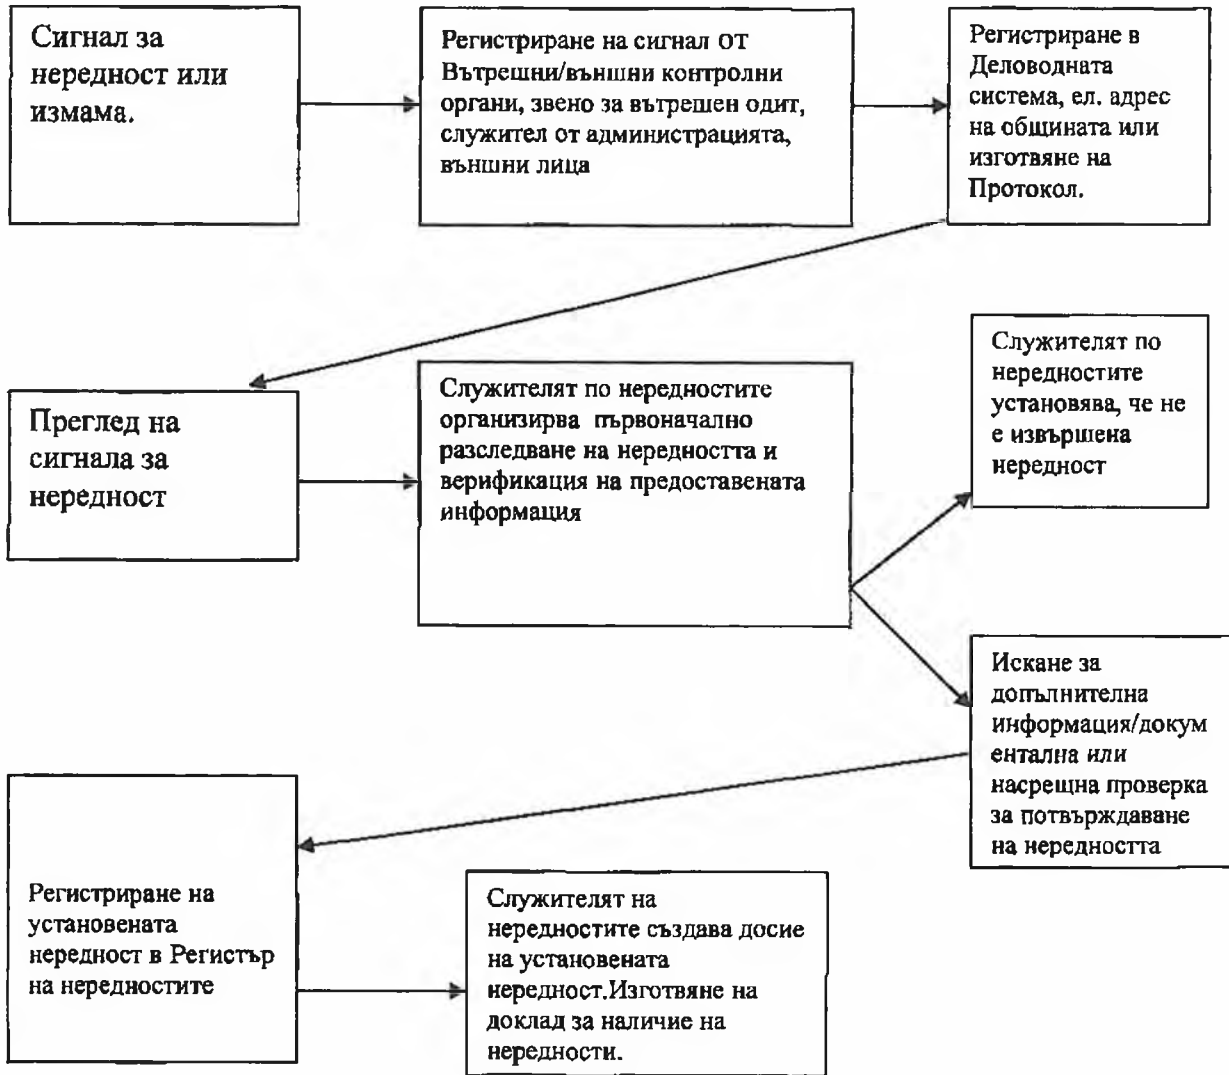 Сигнал за
нередност или
измама.
Регистриране на сигнал ОТ
Вътрешни/външни контролни
органи, звено за вътрешен одит,
служител от администрацията,
външни лица
Регистриране в
Деловодната
система, ел. адрес
на общината или
изготвяне на
Протокол.
Преглед на
сигнала за
нередност
Служителят по нередностите
организирва първоначално
разследване на нередността и
верификация на предоставената
информация
Служителят по
нередностите
установява, че не
е извършена
нередност
Искане за
допълнителна
информация/докум
ентална или
насрещна проверка
за потвърждаване
на нередността
Регистриране на
установената
нередност в Регистър
на нередностите
Служителят на
нередностите създава досие
на установената
нередност.Изготвяне на
доклад за наличие на
нередности.